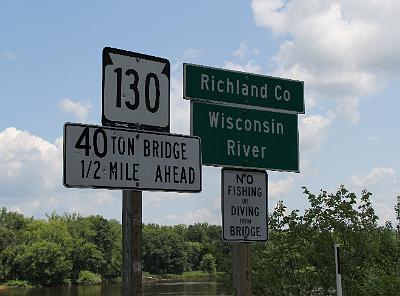 130
40 TON BRIDGE
1/2 MILE AHEAD
Richland Co
Wisconsin
River
NO
FISHING
OR
DIVING
FROM
BRIDGE